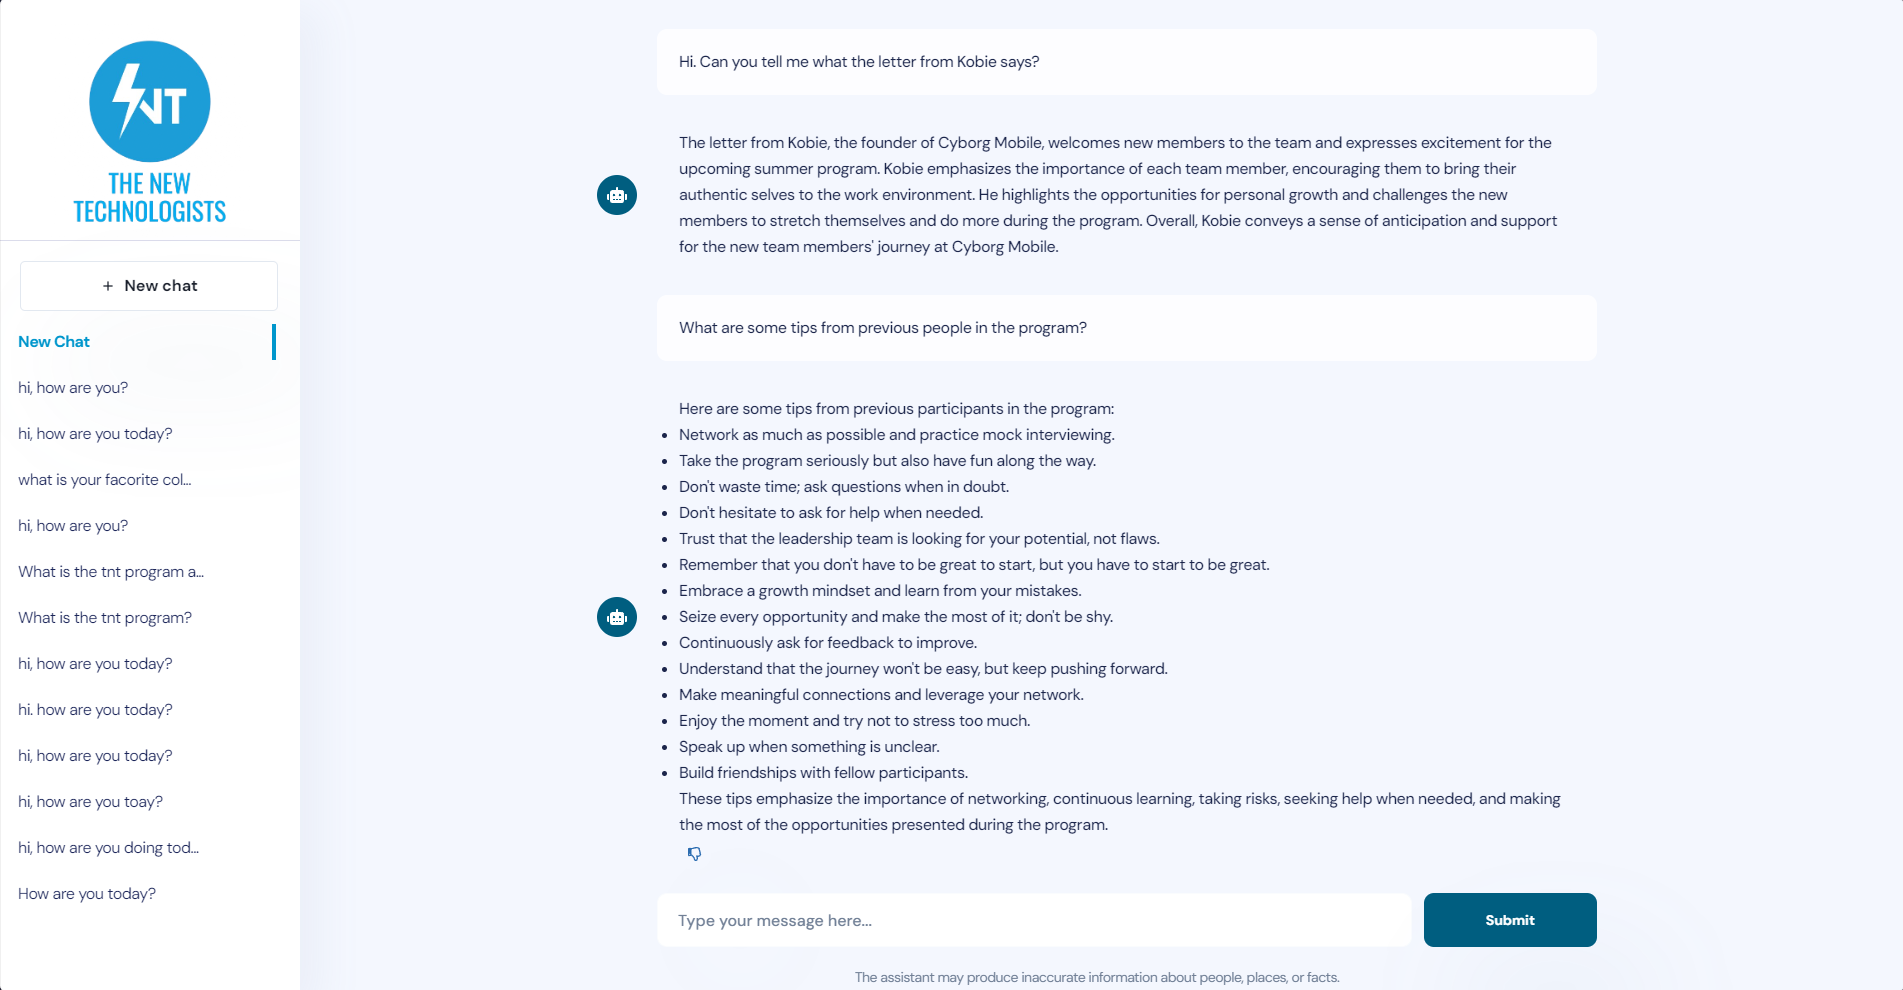 NT
THE NEW
TECHNOLOGISTS
+ New chat
New Chat
hi, how are you?
hi, how are you today?
what is your facorite col...
hi, how are you?
What is the tnt program a...
What is the tnt program?
hi, how are you today?
hi. how are you today?
hi, how are you today?
hi, how are you toay?
hi, how are you doing tod...
How are you today?
Hi. Can you tell me what the letter from Kobie says?
The letter from Kobie, the founder of Cyborg Mobile, welcomes new members to the team and expresses excitement for the
upcoming summer program. Kobie emphasizes the importance of each team member, encouraging them to bring their
authentic selves to the work environment. He highlights the opportunities for personal growth and challenges the new
members to stretch themselves and do more during the program. Overall, Kobie conveys a sense of anticipation and support
for the new team members' journey at Cyborg Mobile.
What are some tips from previous people in the program?
Here are some tips from previous participants in the program:
• Network as much as possible and practice mock interviewing.
• Take the program seriously but also have fun along the way.
• Don't waste time; ask questions when in doubt.
• Don't hesitate to ask for help when needed.
• Trust that the leadership team is looking for your potential, not flaws.
• Remember that you don't have to be great to start, but you have to start to be great.
• Embrace a growth mindset and learn from your mistakes.
• Seize every opportunity and make the most of it; don't be shy.
• Continuously ask for feedback to improve.
• Understand that the journey won't be easy, but keep pushing forward.
• Make meaningful connections and leverage your network.
• Enjoy the moment and try not to stress too much.
• Speak up when something is unclear.
• Build friendships with fellow participants.
These tips emphasize the importance of networking, continuous learning, taking risks, seeking help when needed, and making
the most of the opportunities presented during the program.
Type your message here...
Submit
The assistant may produce inaccurate information about people, places, or facts.